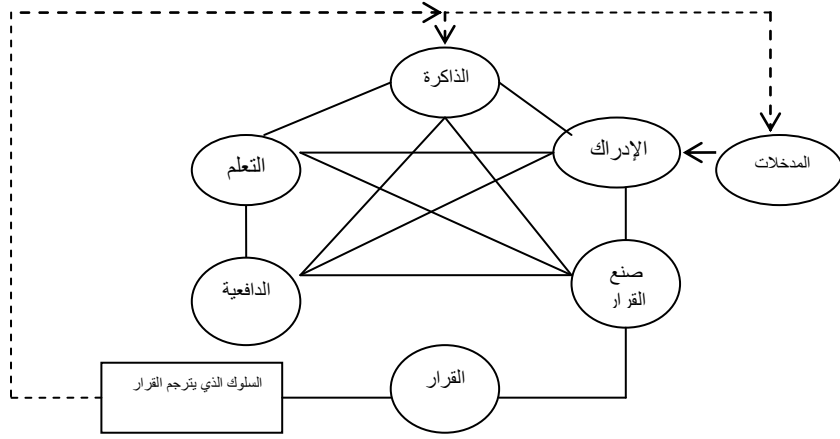 الذاكرة
الإدراك
المدخلات
التعلم
صنع
القرار
الدافعية
القرار
السلوك الذي يترجم القرار